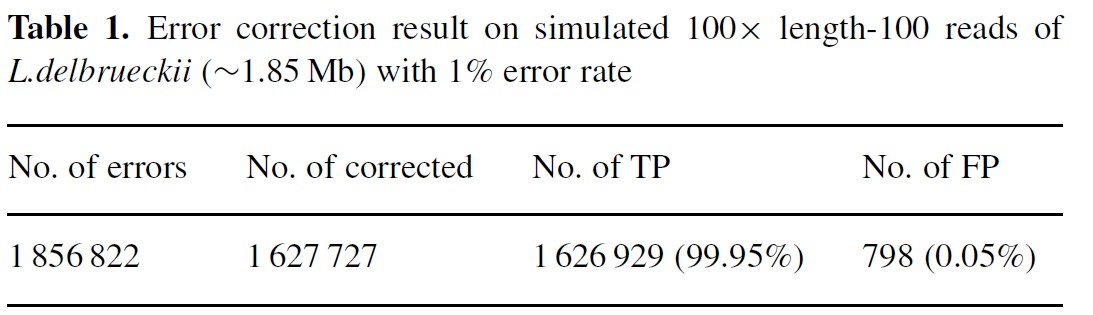 Table 1. Error correction result on simulated 100× length-100 reads of
L.delbrueckii (∼1.85 Mb) with 1% error rate
No. of errors No. of corrected No. of TP No. of FP
1 856 822 1 627 727 1 626 929 (99.95%) 798 (0.05%)